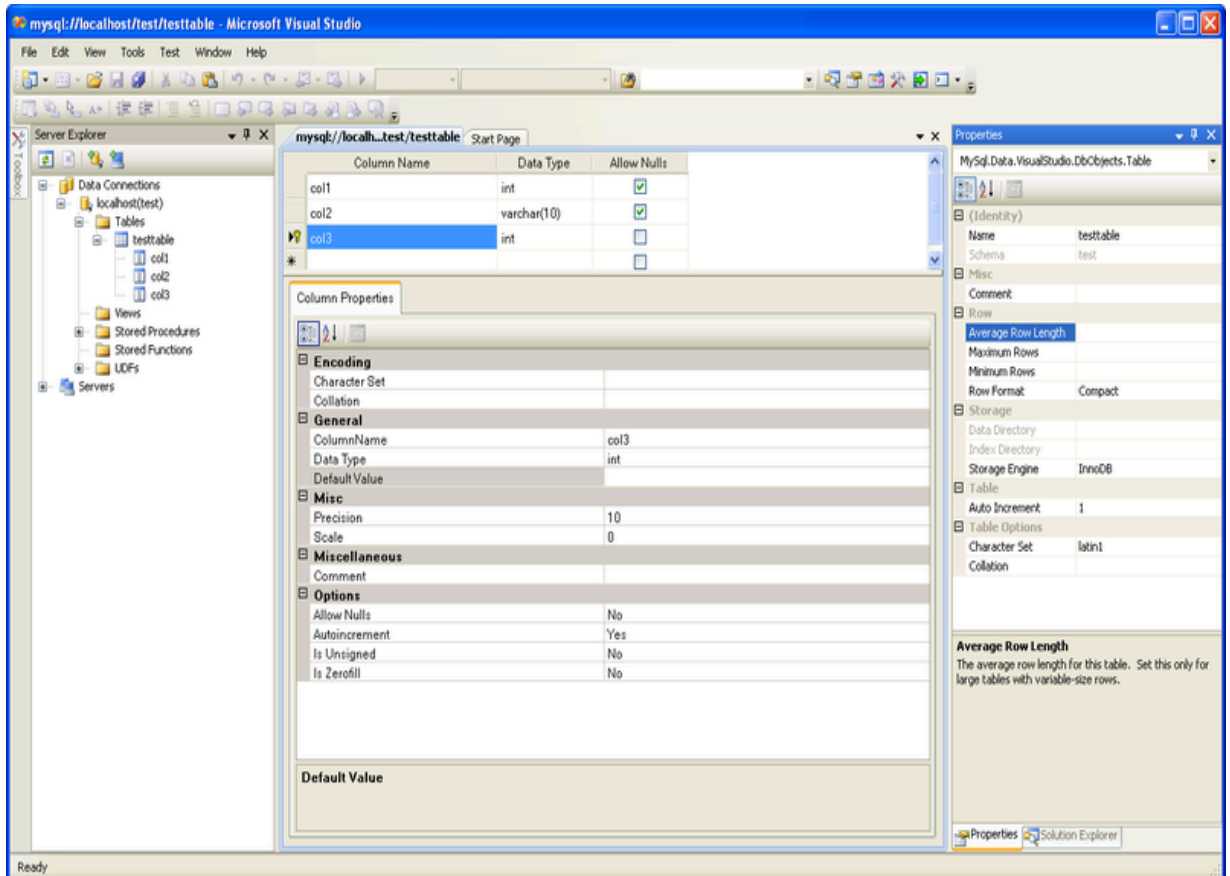 mysql://localhost/test/testtable - Microsoft Visual Studio
File Edit View Tools Test Window Help
Toolbox
Server Explorer
Data Connections
localhost(test)
Tables
testtable
col1
col2
col3
Views
Stored Procedures
Stored Functions
UDFs
Servers
mysql://localh...test/testtable Start Page
Column Name Data Type Allow Nulls
col1 int
col2 varchar(10)
col3 int
Column Properties
Encoding
Character Set
Collation
General
ColumnName col3
Data Type int
Default Value
Misc
Precision 10
Scale 0
Miscellaneous
Comment
Options
Allow Nulls No
Autoincrement Yes
Is Unsigned No
Is Zerofill No
Default Value
Properties
MySql.Data.VisualStudio.DbObjects.Table
(Identity)
Name testtable
Schema test
Misc
Comment
Row
Average Row Length
Maximum Rows
Minimum Rows
Row Format Compact
Storage
Data Directory
Index Directory
Storage Engine InnoDB
Table
Auto Increment 1
Table Options
Character Set latin1
Collation
Average Row Length
The average row length for this table. Set this only for
large tables with variable-size rows.
Properties Solution Explorer
Ready